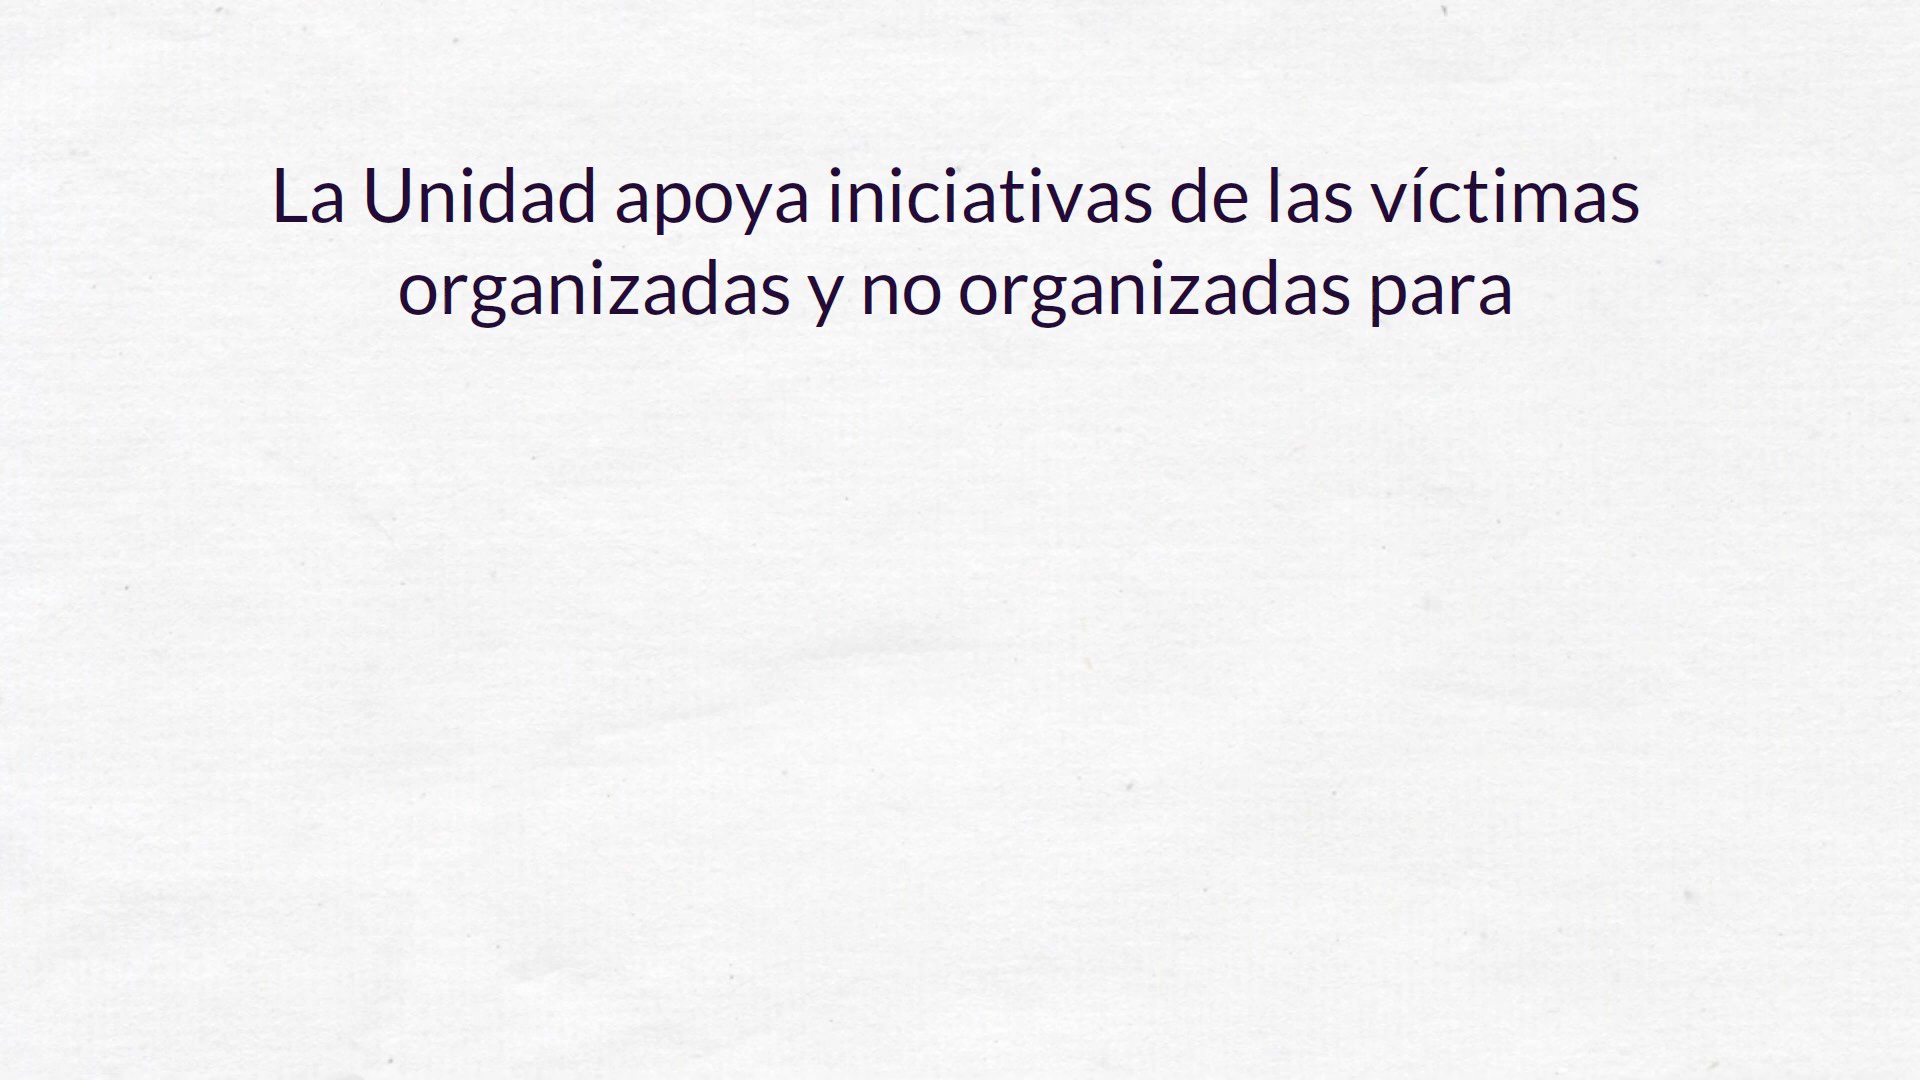 La Unidad apoya iniciativas de las víctimas
organizadas y no organizadas para